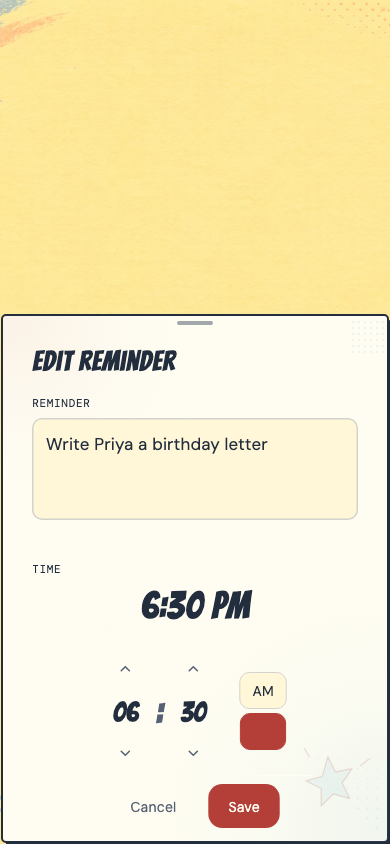 EDIT REMINDER
REMINDER
Write Priya a birthday letter
TIME
6:30 PM
06 : 30
AM
Cancel
Save